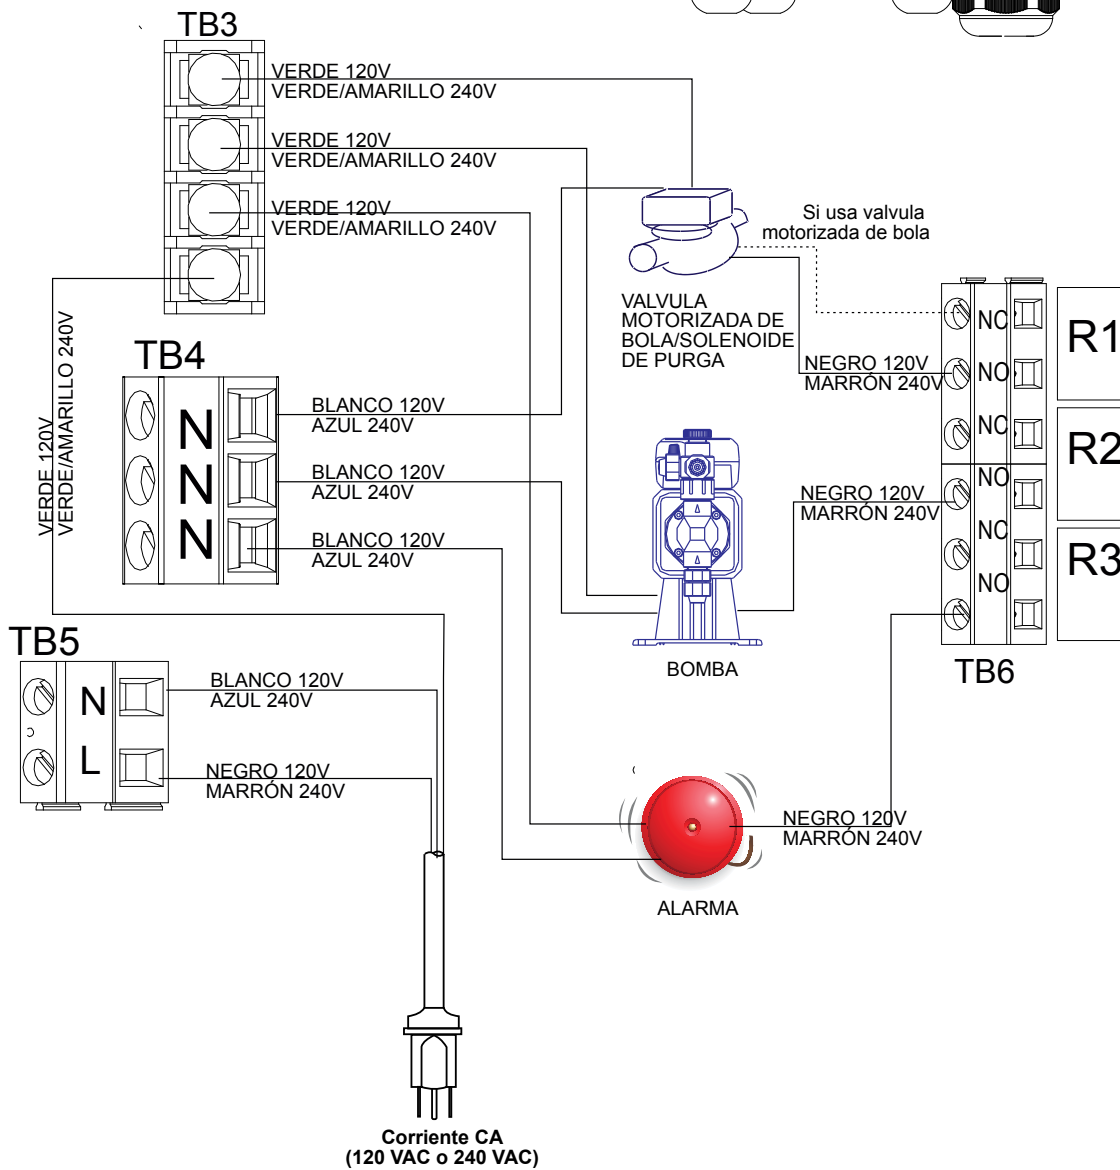 TB3
VERDE 120V
VERDE/AMARILLO 240V
VERDE 120V
VERDE/AMARILLO 240V
VERDE 120V
VERDE/AMARILLO 240V
VERDE 120V
VERDE/AMARILLO 240V
Si usa valvula
motorizada de bola
VALVULA
MOTORIZADA DE
BOLA/SOLENOIDE
DE PURGA
NEGRO 120V
MARRÓN 240V
NC
NO
NC
NO
NC
NO
R1
R2
R3
TB6
TB4
N
N
N
BLANCO 120V
AZUL 240V
BLANCO 120V
AZUL 240V
BLANCO 120V
AZUL 240V
NEGRO 120V
MARRÓN 240V
BOMBA
TB5
N
L
BLANCO 120V
AZUL 240V
NEGRO 120V
MARRÓN 240V
NEGRO 120V
MARRÓN 240V
ALARMA
Corriente CA
(120 VAC o 240 VAC)